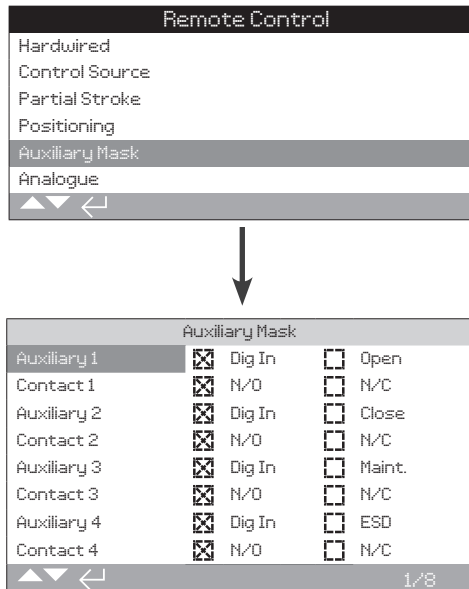 Remote Control
Hardwired
Control Source
Partial Stroke
Positioning
Auxiliary Mask
Analogue
Auxiliary Mask
Auxiliary 1 Dig In Open
Contact 1 N/O N/C
Auxiliary 2 Dig In Close
Contact 2 N/O N/C
Auxiliary 3 Dig In Maint.
Contact 3 N/O N/C
Auxiliary 4 Dig In ESD
Contact 4 N/O N/C
1/8